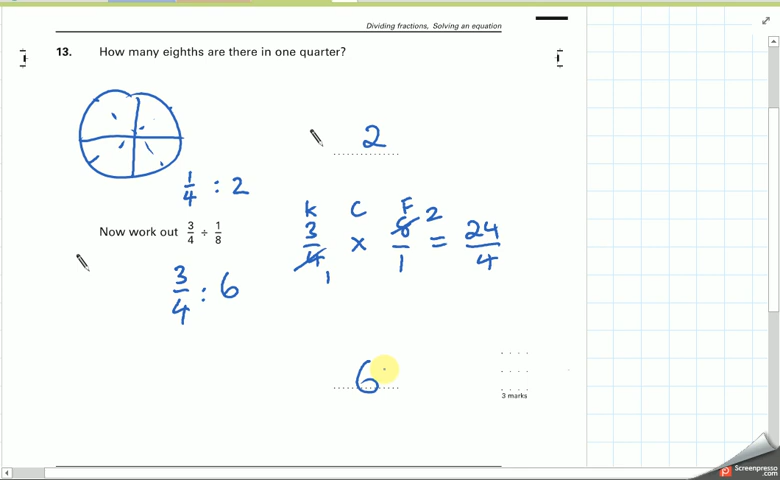 Dividing fractions, Solving an equation
13. How many eighths are there in one quarter?
2
1/4 : 2
K C F
3/4 × 8/1 = 24/4
2
1
Now work out 3/4 ÷ 1/8
3/4 : 6
6
3 marks
Screenpresso
.com